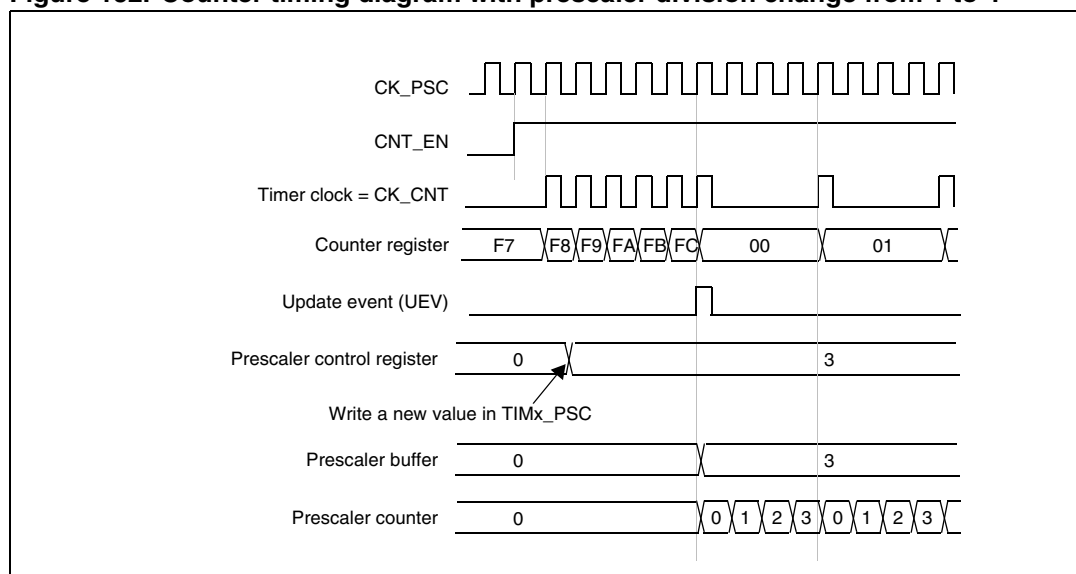 CK_PSC
CNT_EN
Timer clock = CK_CNT
Counter register F7 F8 F9 FA FB FC 00 01
Update event (UEV)
Prescaler control register 0 3
Write a new value in TIMx_PSC
Prescaler buffer 0 3
Prescaler counter 0 0 1 2 3 0 1 2 3